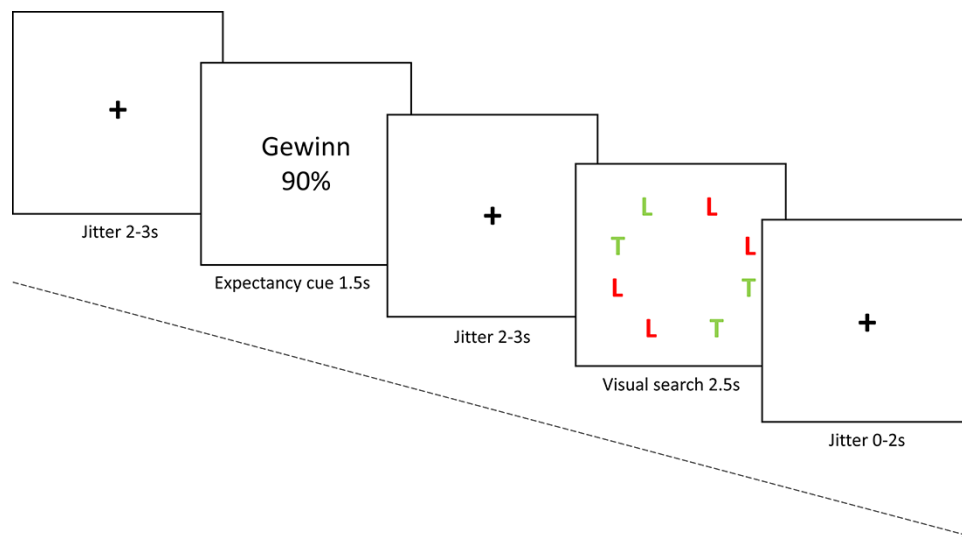 +
Jitter 2-3s
Gewinn
90%
Expectancy cue 1.5s
+
Jitter 2-3s
L L
T L
L T
L T
Visual search 2.5s
+
Jitter 0-2s